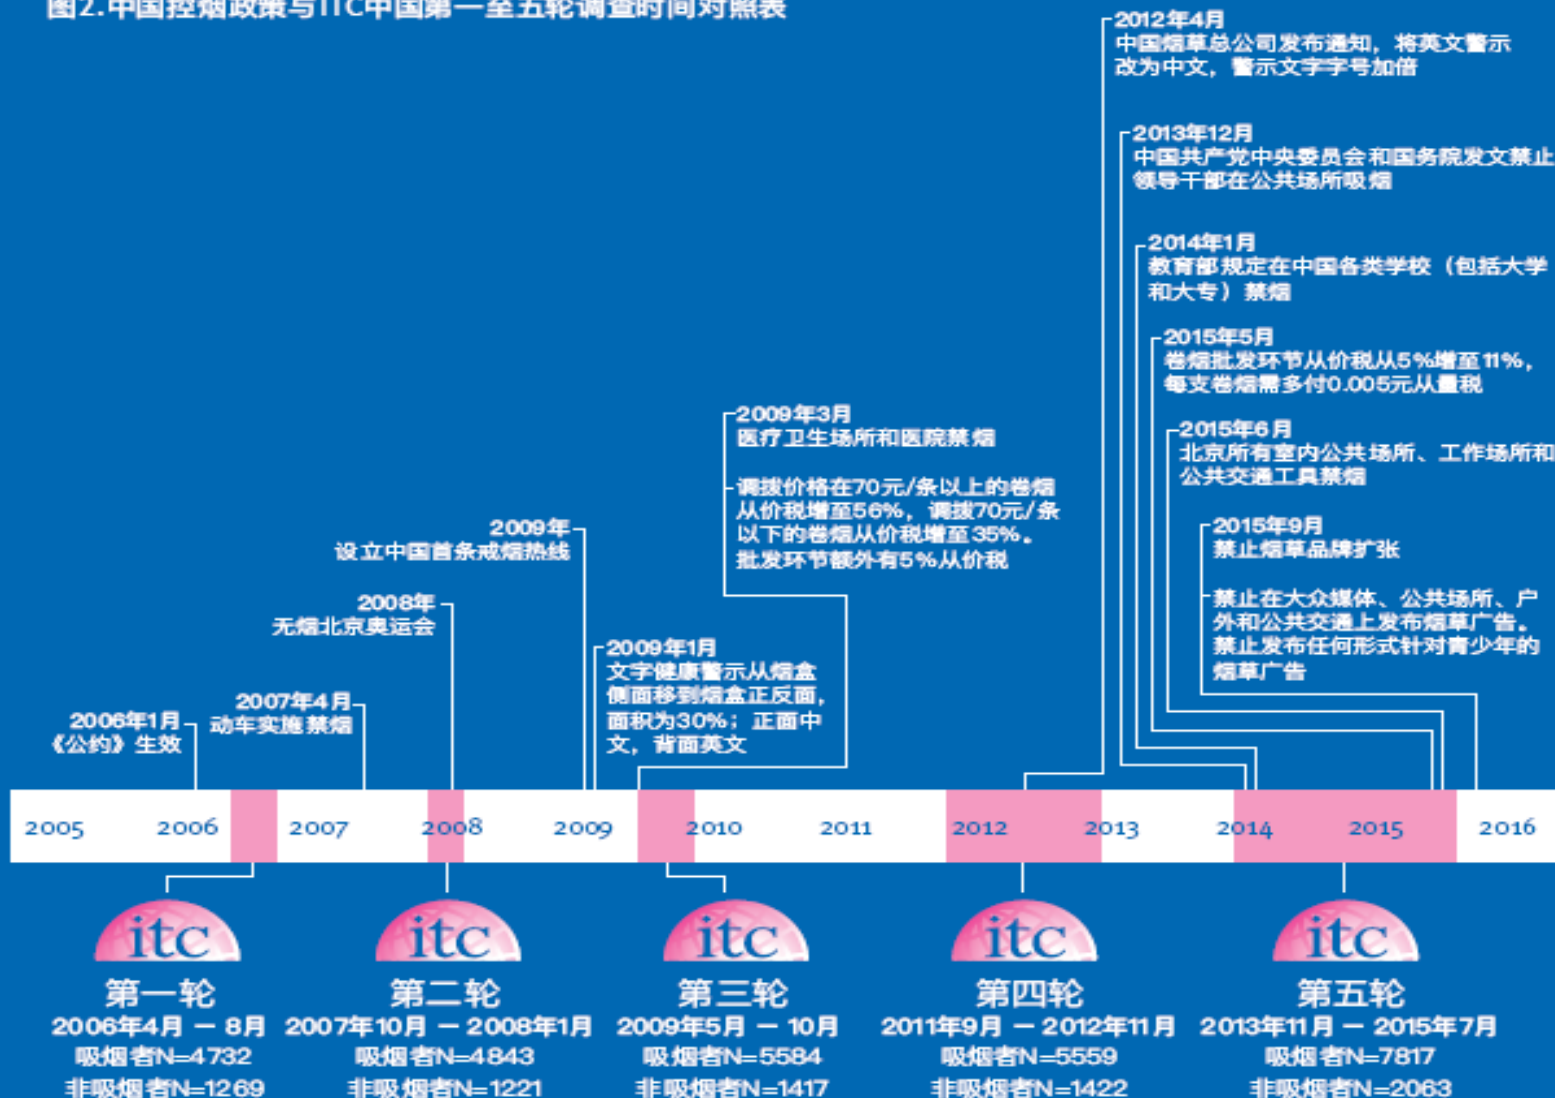 图2.中国控烟政策与ITC中国第一至五轮调查时间对照表
2012年4月
中国烟草总公司发布通知，将英文警示
改为中文，警示文字字号加倍
2013年12月
中国共产党中央委员会和国务院发文禁止
领导干部在公共场所吸烟
2014年1月
教育部规定在中国各类学校（包括大学
和大专）禁烟
2015年5月
卷烟批发环节从价税从5%增至11%，
每支卷烟需多付0.005元从量税
2015年6月
北京所有室内公共场所、工作场所和
公共交通工具禁烟
2015年9月
禁止烟草品牌扩张
禁止在大众媒体、公共场所、户
外和公共交通上发布烟草广告。
禁止发布任何形式针对青少年的
烟草广告
2009年3月
医疗卫生场所和医院禁烟
调拨价格在70元/条以上的卷烟
从价税增至56%，调拨70元/条
以下的卷烟从价税增至35%。
批发环节额外有5%从价税
2009年
设立中国首条戒烟热线
2008年
无烟北京奥运会
2009年1月
文字健康警示从烟盒
侧面移到烟盒正反面，
面积为30%；正面中
文，背面英文
2007年4月
动车实施禁烟
2006年1月
《公约》生效
2005 2006 2007 2008 2009 2010 2011 2012 2013 2014 2015 2016
itc
第一轮
2006年4月 – 8月
吸烟者N=4732
非吸烟者N=1269
itc
第二轮
2007年10月 – 2008年1月
吸烟者N=4843
非吸烟者N=1221
itc
第三轮
2009年5月 – 10月
吸烟者N=5584
非吸烟者N=1417
itc
第四轮
2011年9月 – 2012年11月
吸烟者N=5559
非吸烟者N=1422
itc
第五轮
2013年11月 – 2015年7月
吸烟者N=7817
非吸烟者N=2063